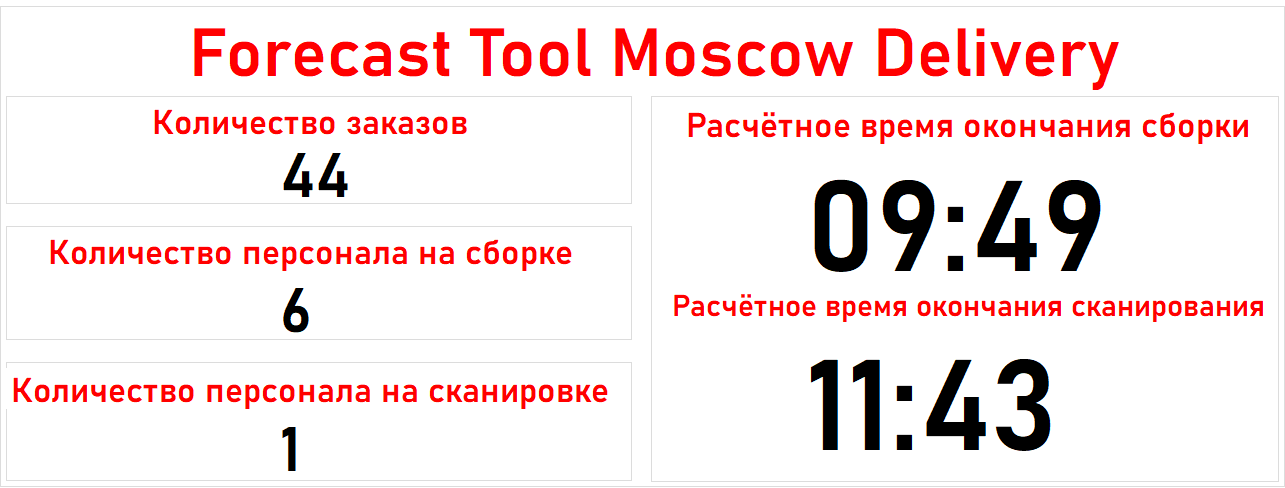 Forecast Tool Moscow Delivery
Количество заказов
44
Количество персонала на сборке
6
Количество персонала на сканировке
1
Расчётное время окончания сборки
09:49
Расчётное время окончания сканирования
11:43